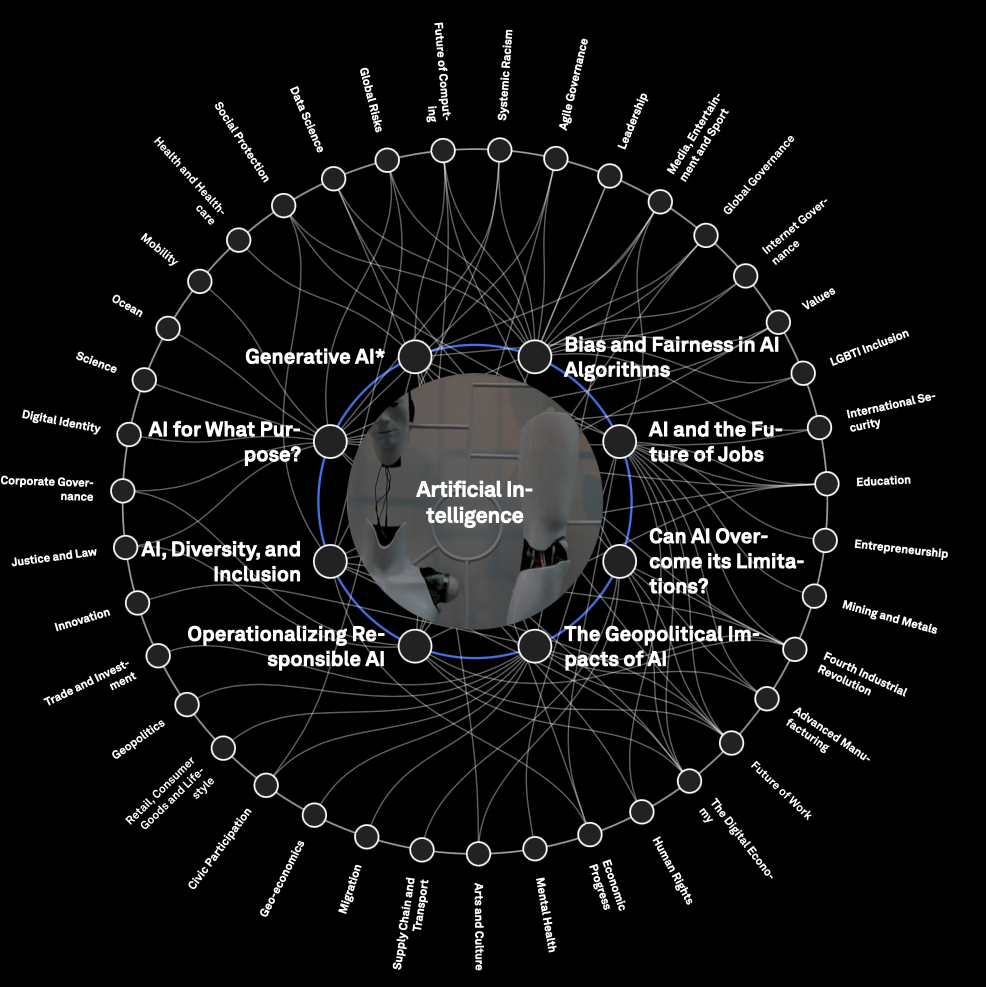 Artificial In-
telligence
Generative AI*
Bias and Fairness in AI
Algorithms
AI and the Fu-
ture of Jobs
Can AI Over-
come its Limita-
tions?
The Geopolitical Im-
pacts of AI
Operationalizing Re-
sponsible AI
AI, Diversity, and
Inclusion
AI for What Pur-
pose?
Future of Comput-
ing
Systemic Racism
Agile Governance
Leadership
Media, Entertain-
ment and Sport
Global Governance
Internet Gover-
nance
Values
LGBTI Inclusion
International Se-
curity
Education
Entrepreneurship
Mining and Metals
Fourth Industrial
Revolution
Advanced Manu-
facturing
Future of Work
The Digital Econo-
my
Human Rights
Economic
Progress
Mental Health
Arts and Culture
Supply Chain and
Transport
Migration
Geo-economics
Civic Participation
Retail, Consumer
Goods and Life-
style
Geopolitics
Trade and Invest-
ment
Innovation
Justice and Law
Corporate Gover-
nance
Digital Identity
Science
Ocean
Mobility
Health and Health-
care
Social Protection
Data Science
Global Risks